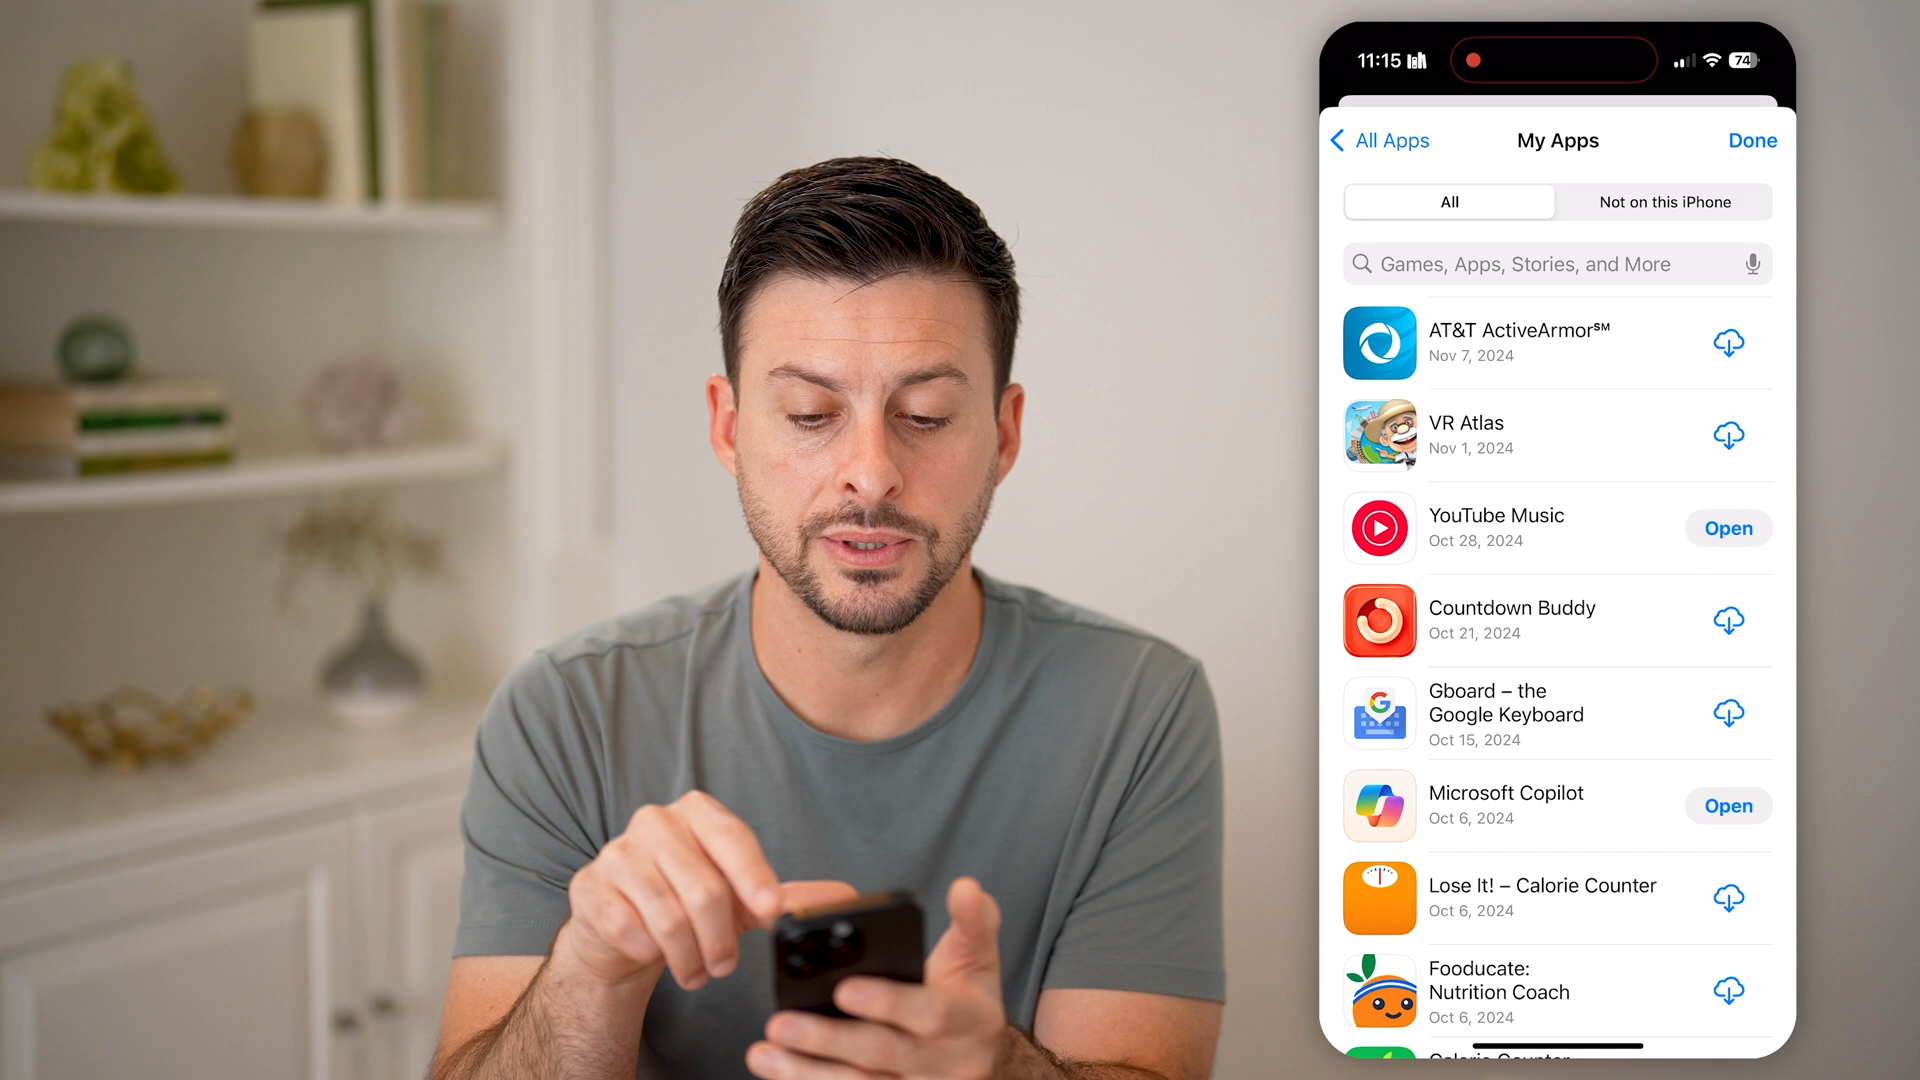 11:15
74
All Apps
My Apps
Done
All
Not on this iPhone
Games, Apps, Stories, and More
AT&T ActiveArmor℠
Nov 7, 2024
VR Atlas
Nov 1, 2024
YouTube Music
Oct 28, 2024
Open
Countdown Buddy
Oct 21, 2024
G
Gboard – the
Google Keyboard
Oct 15, 2024
Microsoft Copilot
Oct 6, 2024
Open
Lose It! – Calorie Counter
Oct 6, 2024
Fooducate:
Nutrition Coach
Oct 6, 2024
Calorie Counter